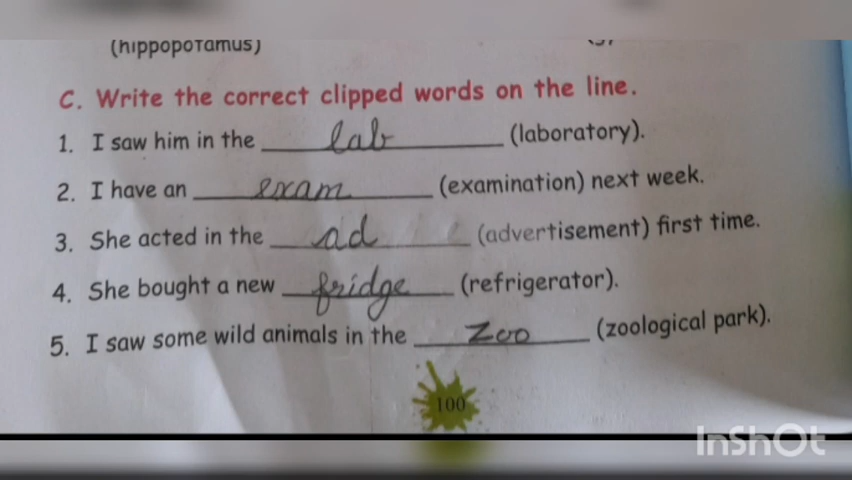 (hippopotamus)
C. Write the correct clipped words on the line.
1. I saw him in the lab (laboratory).
2. I have an exam (examination) next week.
3. She acted in the ad (advertisement) first time.
4. She bought a new fridge (refrigerator).
5. I saw some wild animals in the zoo (zoological park).
100
InShOt